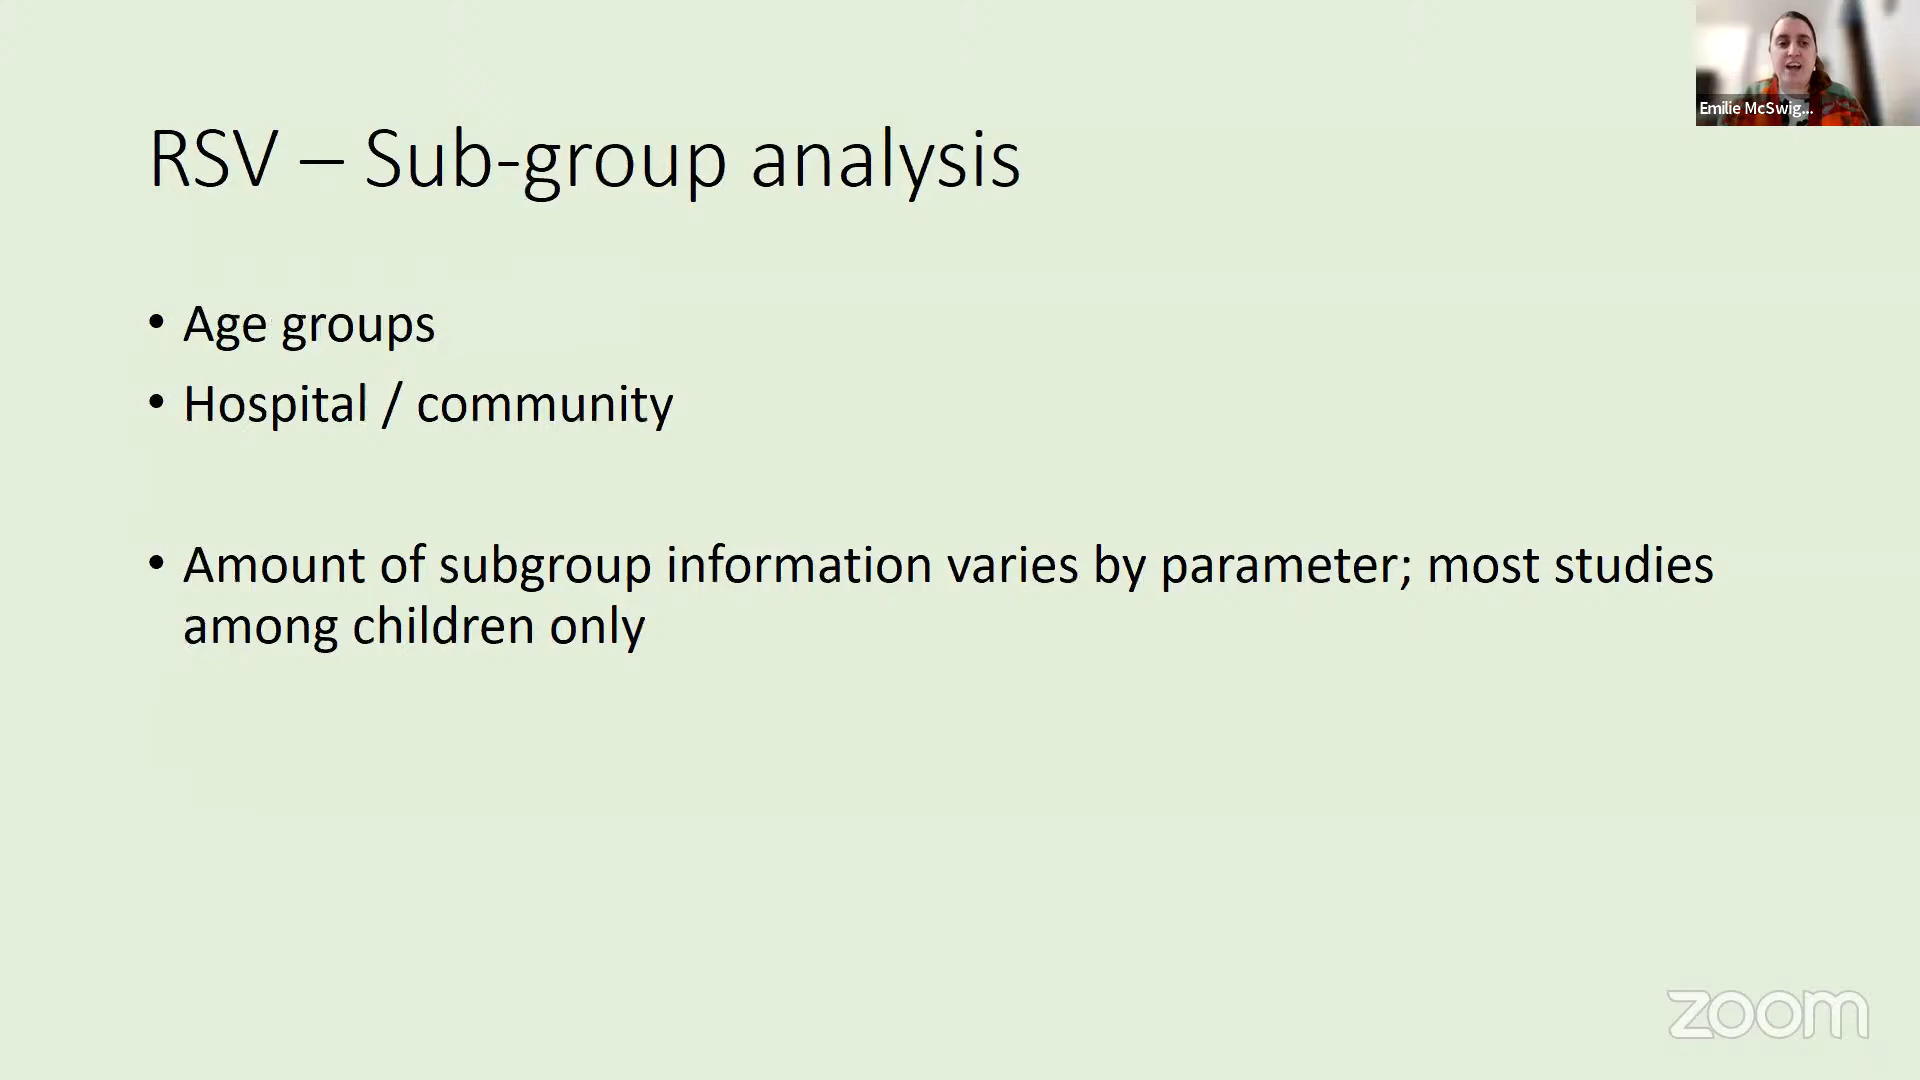 Emilie McSwig...
RSV – Sub-group analysis
• Age groups
• Hospital / community
• Amount of subgroup information varies by parameter; most studies
among children only
zoom